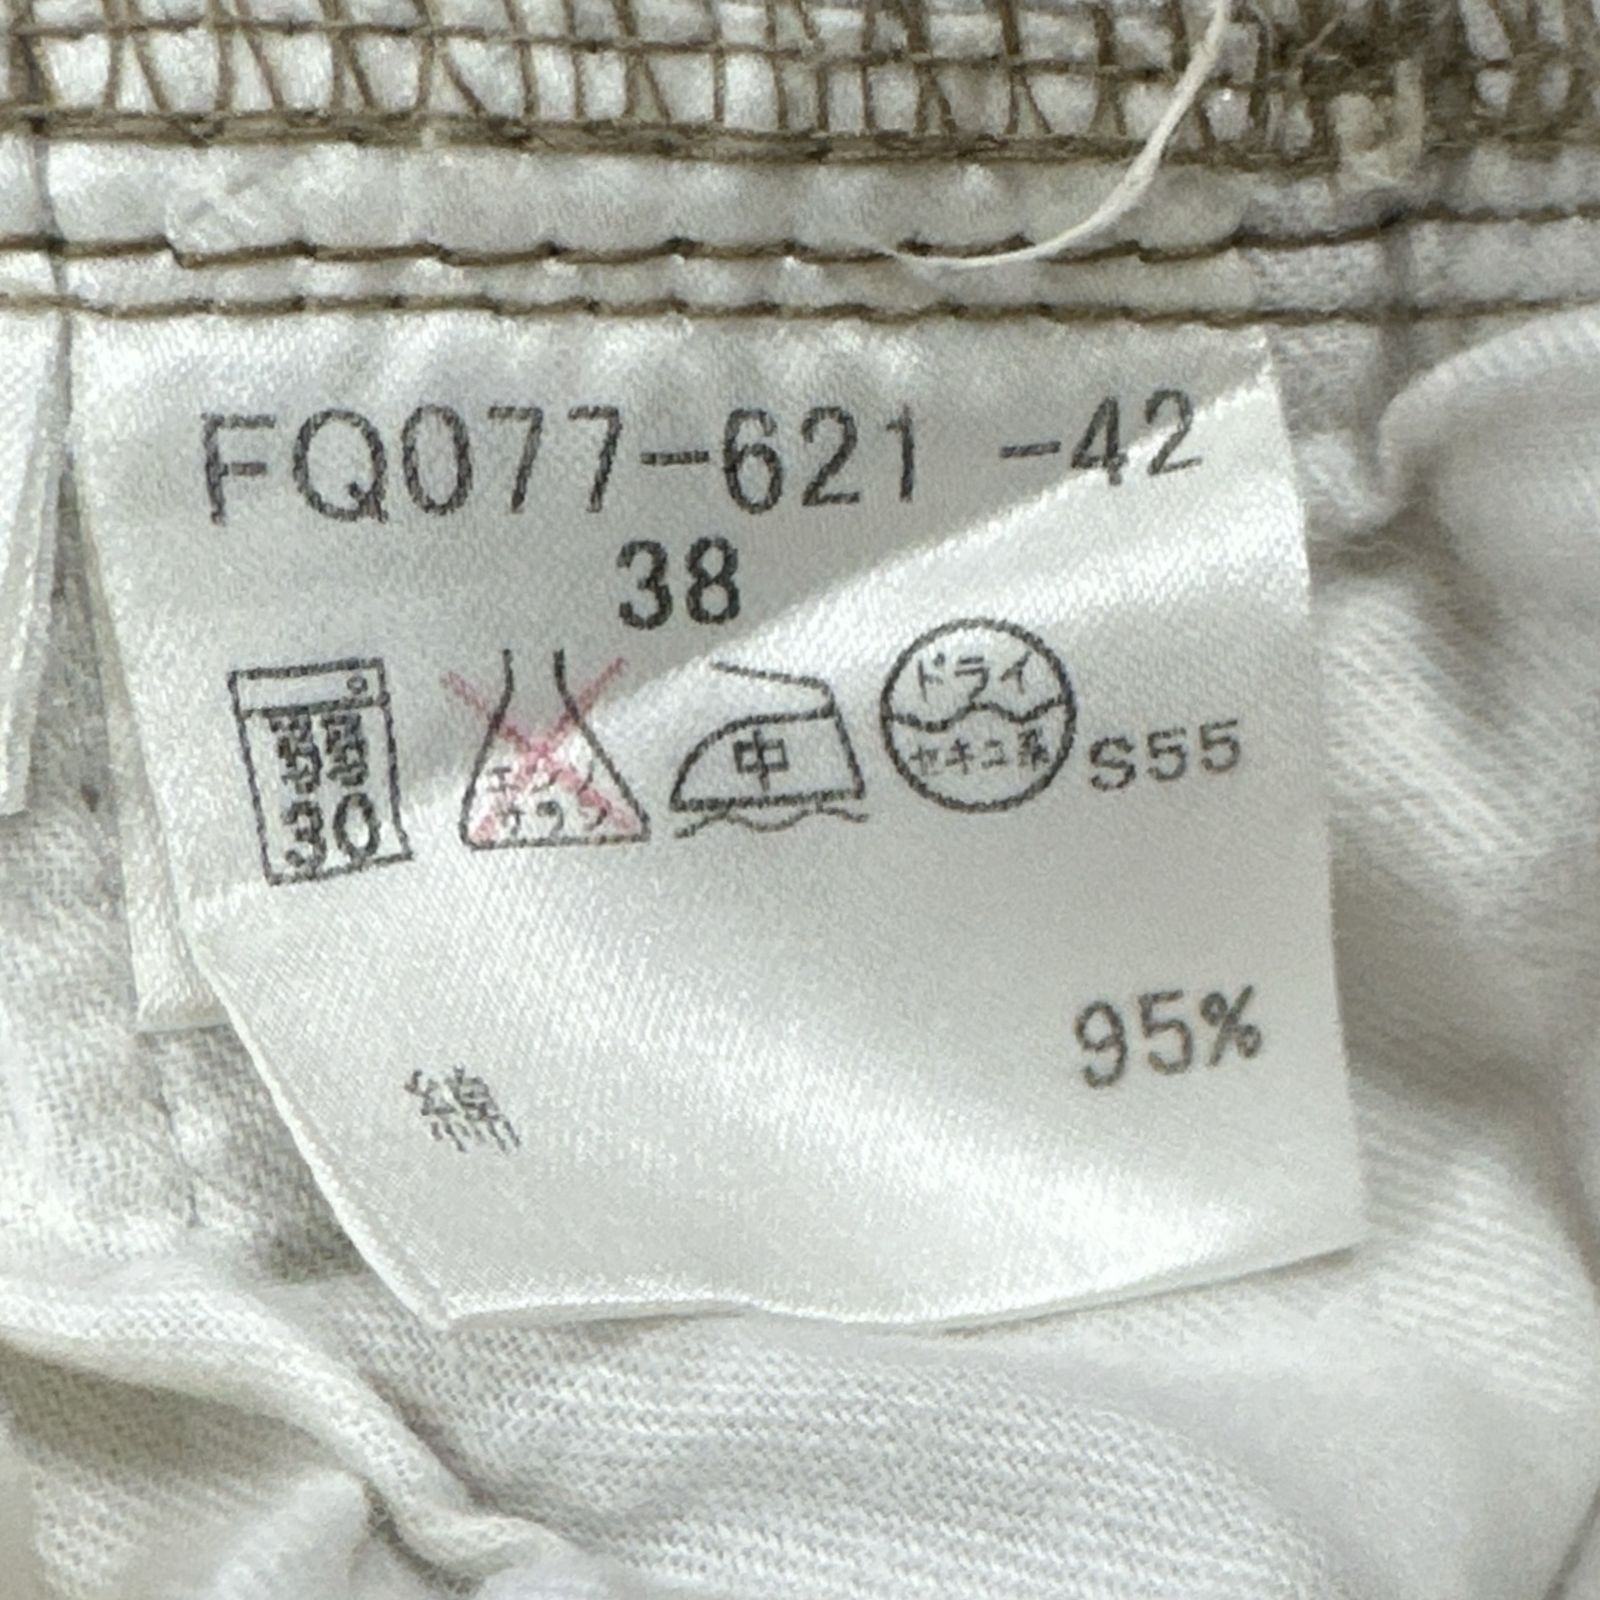 FQ077-621 -42
38
弱
30
エンソ
サラシ
中
ドライ
セキユ系
S55
95%
綿